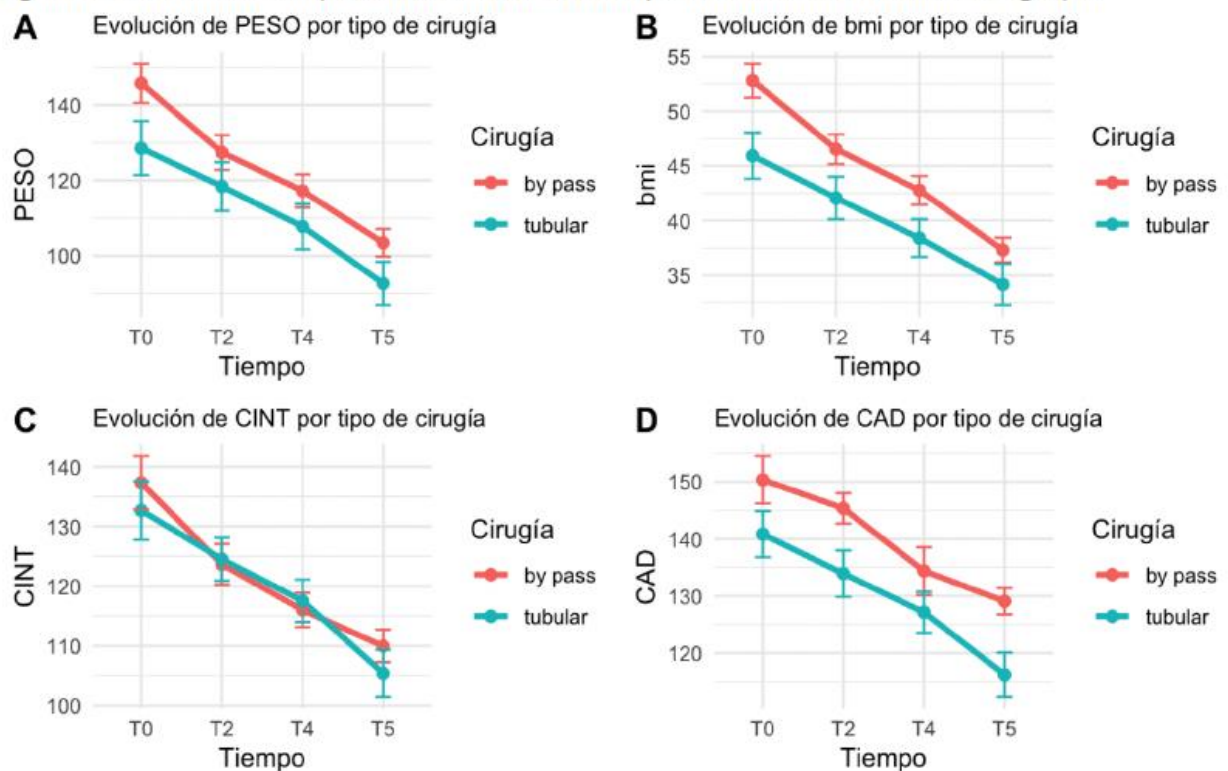 A Evolución de PESO por tipo de cirugía
PESO
140
120
100
T0 T2 T4 T5
Tiempo
Cirugía
by pass
tubular
B Evolución de bmi por tipo de cirugía
bmi
55
50
45
40
35
T0 T2 T4 T5
Tiempo
Cirugía
by pass
tubular
C Evolución de CINT por tipo de cirugía
CINT
140
130
120
110
100
T0 T2 T4 T5
Tiempo
Cirugía
by pass
tubular
D Evolución de CAD por tipo de cirugía
CAD
150
140
130
120
T0 T2 T4 T5
Tiempo
Cirugía
by pass
tubular